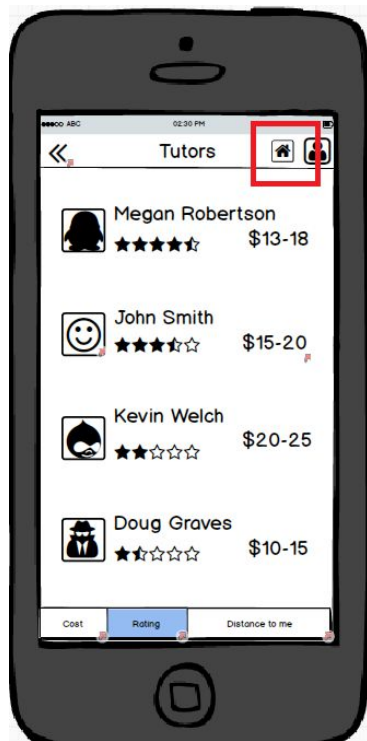 ABC 02:30 PM
Tutors
Megan Robertson
$13-18
John Smith
$15-20
Kevin Welch
$20-25
Doug Graves
$10-15
Cost Rating Distance to me